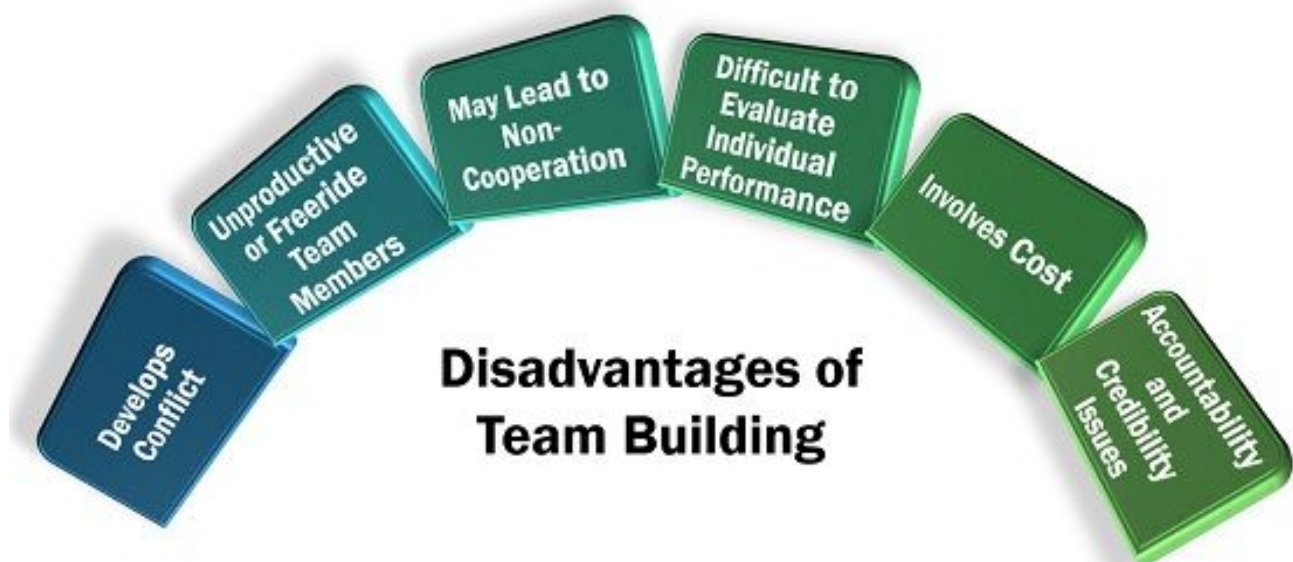 Develops
Conflict
Unproductive
or Freeride
Team
Members
May Lead to
Non-
Cooperation
Difficult to
Evaluate
Individual
Performance
Involves Cost
Accountability
and
Credibility
Issues
Disadvantages of
Team Building